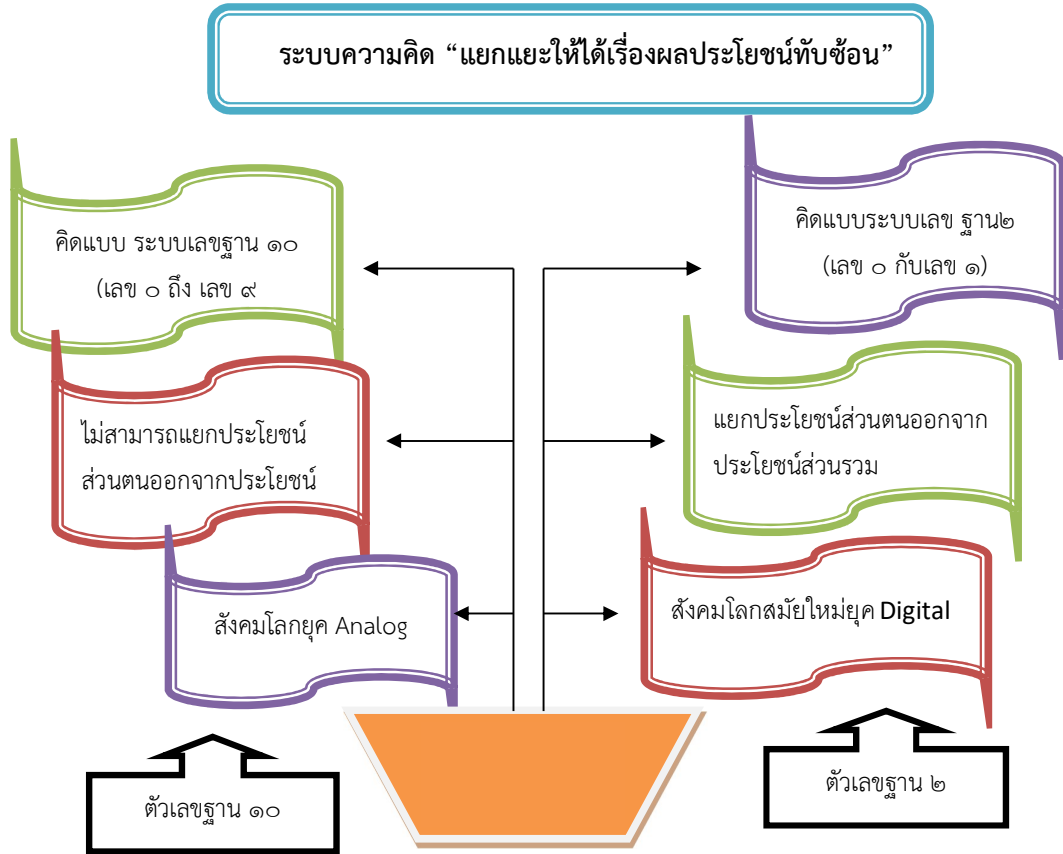 ระบบความคิด “แยกแยะให้ได้เรื่องผลประโยชน์ทับซ้อน”
คิดแบบ ระบบเลขฐาน ๑๐
(เลข ๐ ถึง เลข ๙
ไม่สามารถแยกประโยชน์
ส่วนตนออกจากประโยชน์
สังคมโลกยุค Analog
ตัวเลขฐาน ๑๐
คิดแบบระบบเลข ฐาน๒
(เลข ๐ กับเลข ๑)
แยกประโยชน์ส่วนตนออกจาก
ประโยชน์ส่วนรวม
สังคมโลกสมัยใหม่ยุค Digital
ตัวเลขฐาน ๒